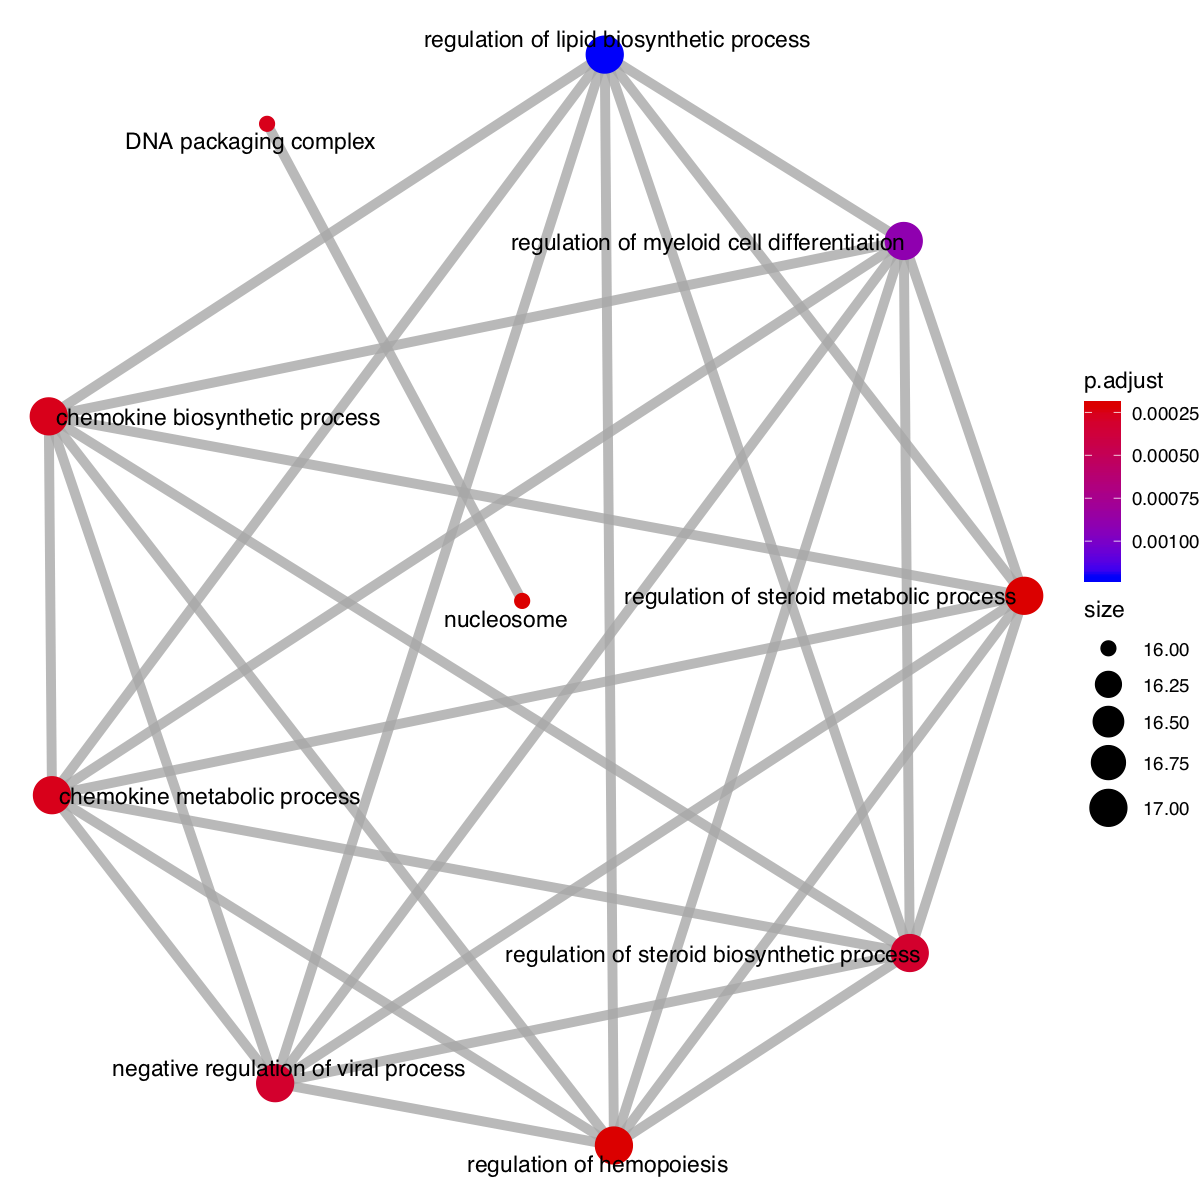 regulation of lipid biosynthetic process
DNA packaging complex
regulation of myeloid cell differentiation
chemokine biosynthetic process
regulation of steroid metabolic process
nucleosome
chemokine metabolic process
regulation of steroid biosynthetic process
negative regulation of viral process
regulation of hemopoiesis
p.adjust
0.00025
0.00050
0.00075
0.00100
size
16.00
16.25
16.50
16.75
17.00